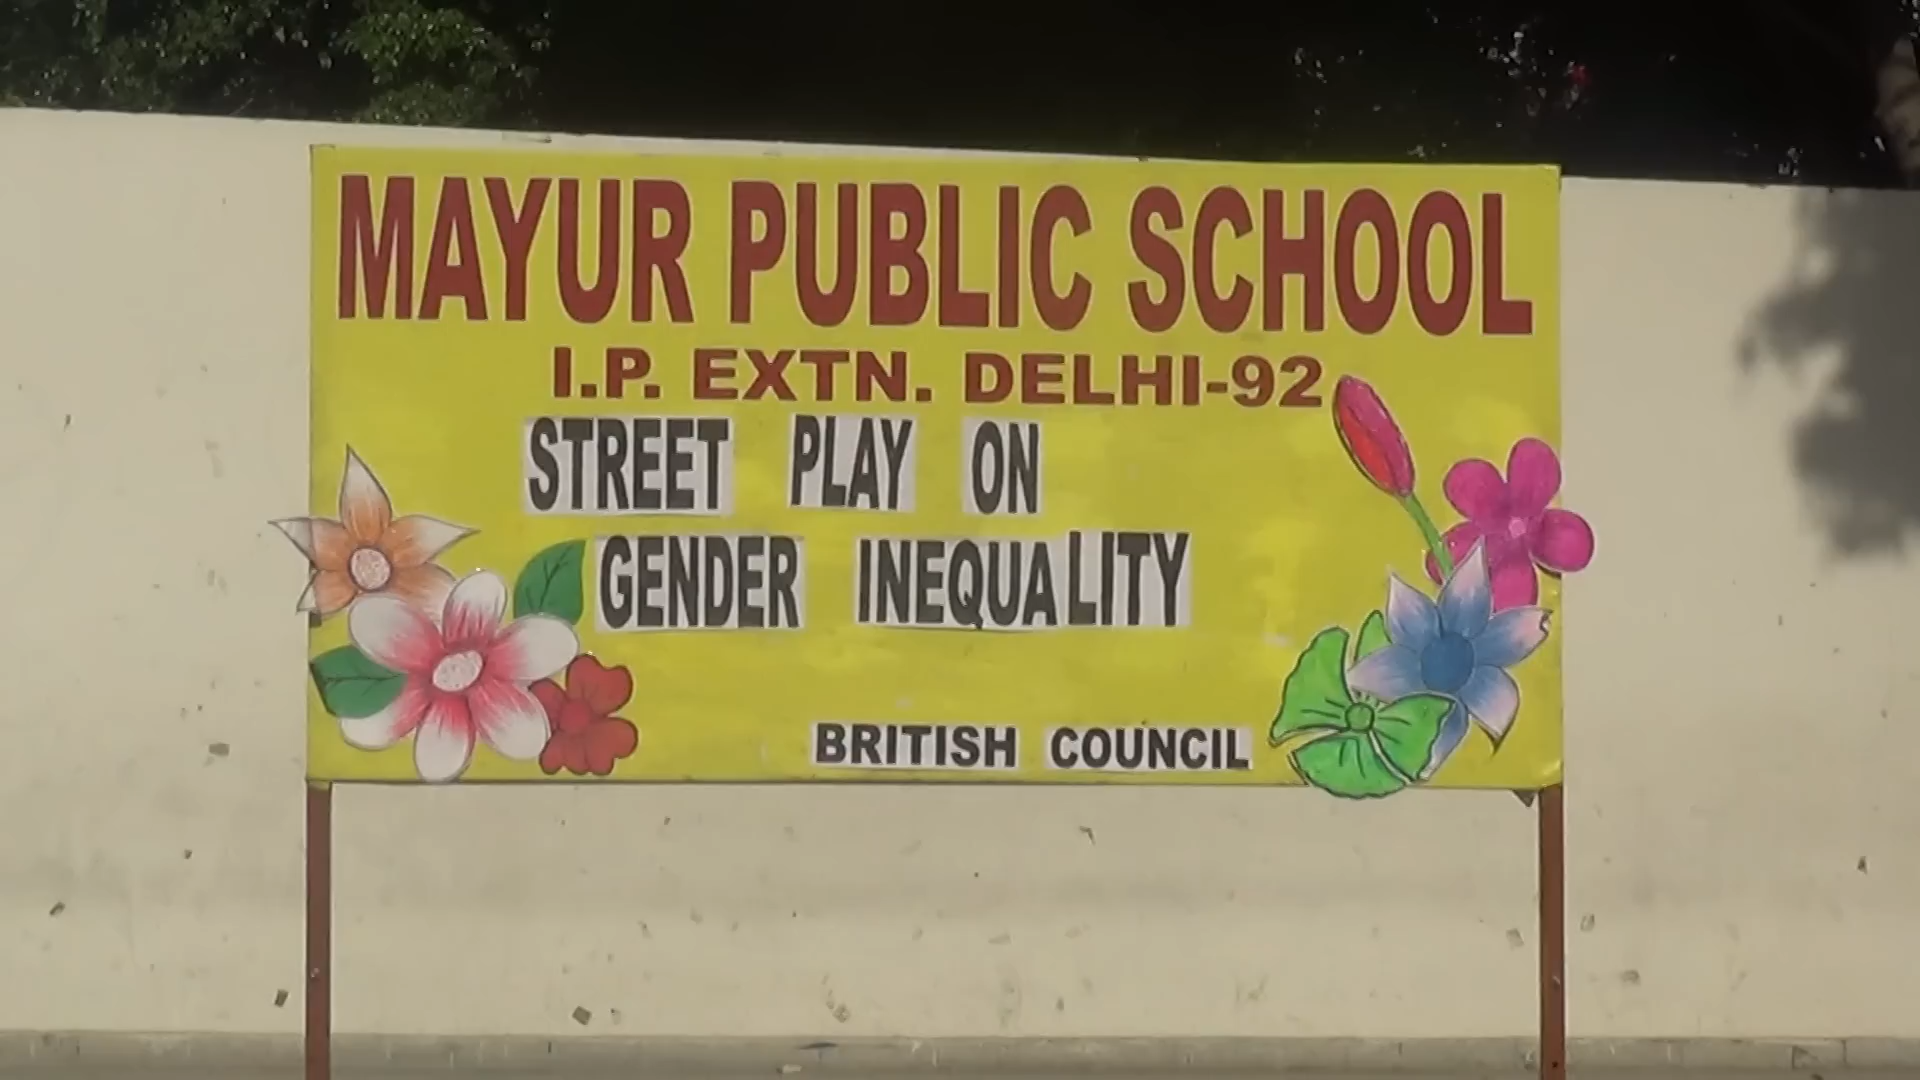 MAYUR PUBLIC SCHOOL
I.P. EXTN. DELHI-92
STREET PLAY ON
GENDER INEQUALITY
BRITISH COUNCIL